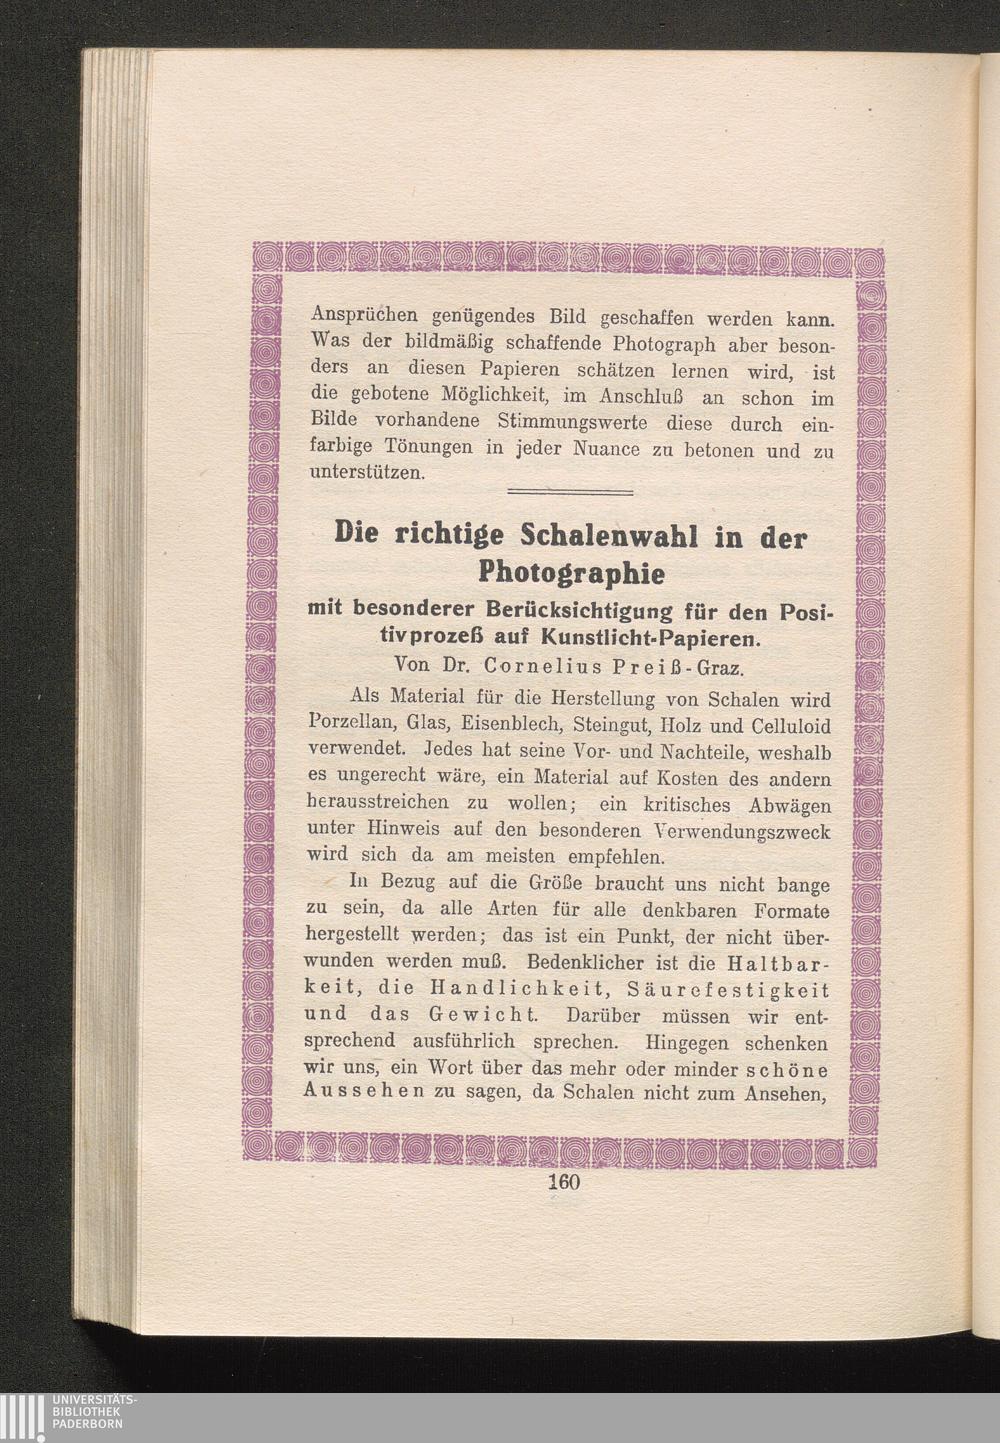 Ansprüchen genügendes Bild geschaffen werden kann.
Was der bildmäßig schaffende Photograph aber beson-
ders an diesen Papieren schätzen lernen wird, ist
die gebotene Möglichkeit, im Anschluß an schon im
Bilde vorhandene Stimmungswerte diese durch ein-
farbige Tönungen in jeder Nuance zu betonen und zu
unterstützen.
Die richtige Schalenwahl in der
Photographie
mit besonderer Berücksichtigung für den Posi-
tivprozeß auf Kunstlicht-Papieren.
Von Dr. Cornelius Preiß-Graz.
Als Material für die Herstellung von Schalen wird
Porzellan, Glas, Eisenblech, Steingut, Holz und Celluloid
verwendet. Jedes hat seine Vor- und Nachteile, weshalb
es ungerecht wäre, ein Material auf Kosten des andern
herausstreichen zu wollen; ein kritisches Abwägen
unter Hinweis auf den besonderen Verwendungszweck
wird sich da am meisten empfehlen.
In Bezug auf die Größe braucht uns nicht bange
zu sein, da alle Arten für alle denkbaren Formate
hergestellt werden; das ist ein Punkt, der nicht über-
wunden werden muß. Bedenklicher ist die Haltbar-
keit, die Handlichkeit, Säurefestigkeit
und das Gewicht. Darüber müssen wir ent-
sprechend ausführlich sprechen. Hingegen schenken
wir uns, ein Wort über das mehr oder minder schöne
Aussehen zu sagen, da Schalen nicht zum Ansehen,
160
UNIVERSITÄTS-
BIBLIOTHEK
PADERBORN